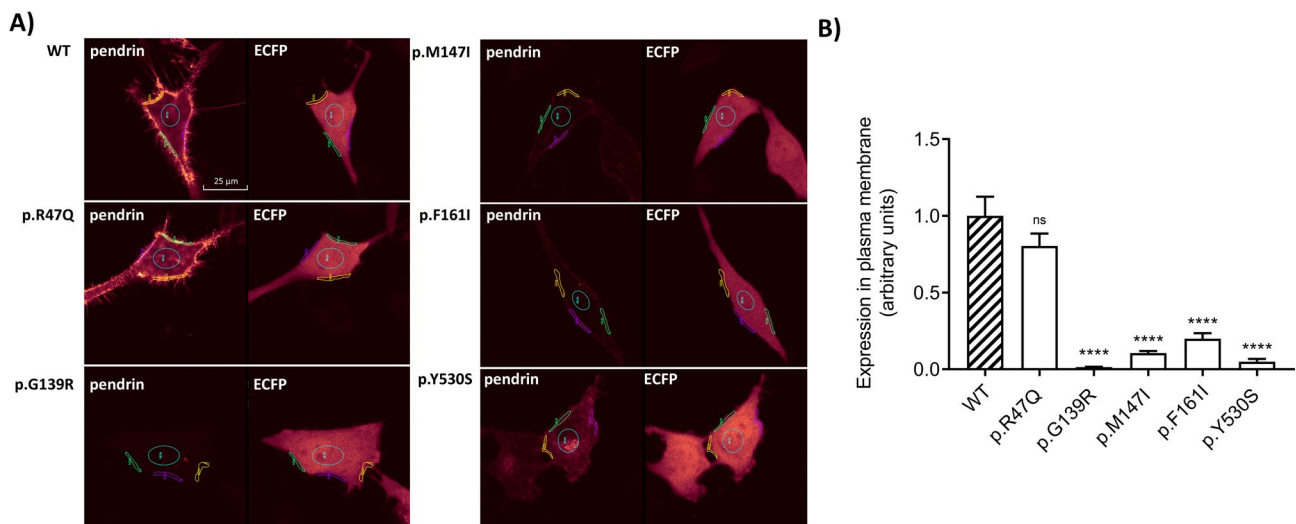 A)
WT
pendrin
ECFP
25 µm
p.R47Q
pendrin
ECFP
p.G139R
pendrin
ECFP
p.M147I
pendrin
ECFP
p.F161I
pendrin
ECFP
p.Y530S
pendrin
ECFP
B)
Expression in plasma membrane
(arbitrary units)
1.5
1.0
0.5
0.0
ns
****
****
****
****
WT
p.R47Q
p.G139R
p.M147I
p.F161I
p.Y530S